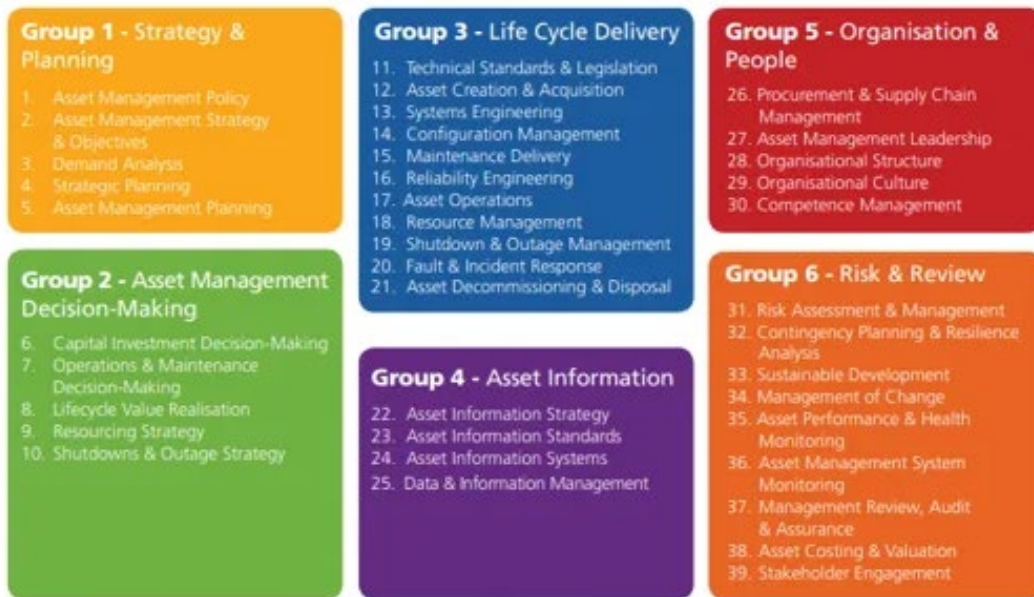 Group 1 - Strategy &
Planning
1. Asset Management Policy
2. Asset Management Strategy
& Objectives
3. Demand Analysis
4. Strategic Planning
5. Asset Management Planning
Group 2 - Asset Management
Decision-Making
6. Capital Investment Decision-Making
7. Operations & Maintenance
Decision-Making
8. Lifecycle Value Realisation
9. Resourcing Strategy
10. Shutdowns & Outage Strategy
Group 3 - Life Cycle Delivery
11. Technical Standards & Legislation
12. Asset Creation & Acquisition
13. Systems Engineering
14. Configuration Management
15. Maintenance Delivery
16. Reliability Engineering
17. Asset Operations
18. Resource Management
19. Shutdown & Outage Management
20. Fault & Incident Response
21. Asset Decommissioning & Disposal
Group 4 - Asset Information
22. Asset Information Strategy
23. Asset Information Standards
24. Asset Information Systems
25. Data & Information Management
Group 5 - Organisation &
People
26. Procurement & Supply Chain
Management
27. Asset Management Leadership
28. Organisational Structure
29. Organisational Culture
30. Competence Management
Group 6 - Risk & Review
31. Risk Assessment & Management
32. Contingency Planning & Resilience
Analysis
33. Sustainable Development
34. Management of Change
35. Asset Performance & Health
Monitoring
36. Asset Management System
Monitoring
37. Management Review, Audit
& Assurance
38. Asset Costing & Valuation
39. Stakeholder Engagement